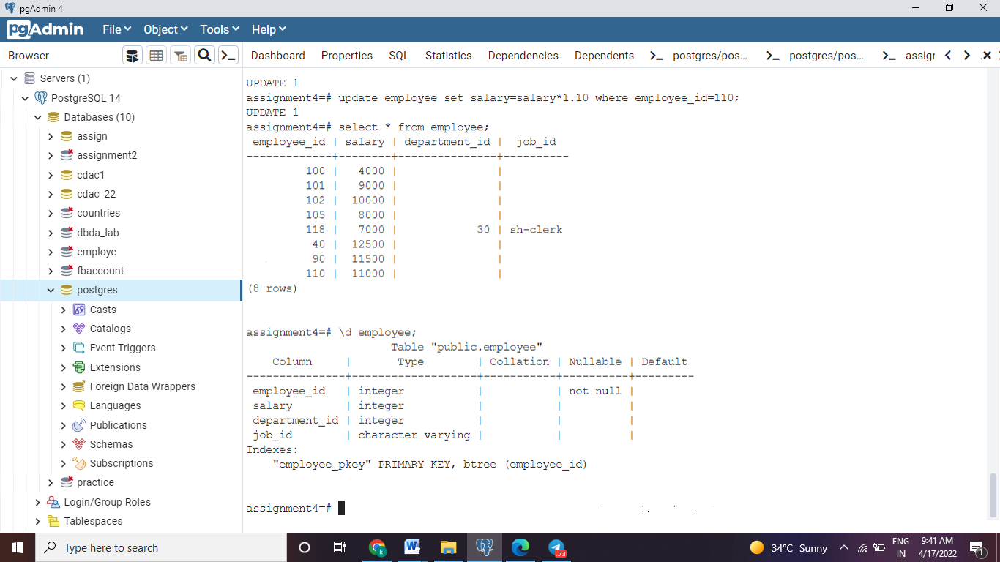 pgAdmin 4
pgAdmin File Object Tools Help
Browser
Dashboard Properties SQL Statistics Dependencies Dependents postgres/pos... postgres/pos... assigr
Servers (1)
PostgreSQL 14
Databases (10)
assign
assignment2
cdac1
cdac_22
countries
dbda_lab
employe
fbaccount
postgres
Casts
Catalogs
Event Triggers
Extensions
Foreign Data Wrappers
Languages
Publications
Schemas
Subscriptions
practice
Login/Group Roles
Tablespaces
UPDATE 1
assignment4=# update employee set salary=salary*1.10 where employee_id=110;
UPDATE 1
assignment4=# select * from employee;
 employee_id | salary | department_id |  job_id
-------------+--------+---------------+----------
         100 |   4000 |               |
         101 |   9000 |               |
         102 |  10000 |               |
         105 |   8000 |               |
         118 |   7000 |            30 | sh-clerk
          40 |  12500 |               |
          90 |  11500 |               |
         110 |  11000 |               |
(8 rows)
assignment4=# \d employee;
                      Table "public.employee"
    Column     |       Type        | Collation | Nullable | Default
---------------+-------------------+-----------+----------+---------
 employee_id   | integer           |           | not null |
 salary        | integer           |           |          |
 department_id | integer           |           |          |
 job_id        | character varying |           |          |
Indexes:
    "employee_pkey" PRIMARY KEY, btree (employee_id)
assignment4=#
Type here to search
34°C Sunny
ENG
IN
9:41 AM
4/17/2022
73
1